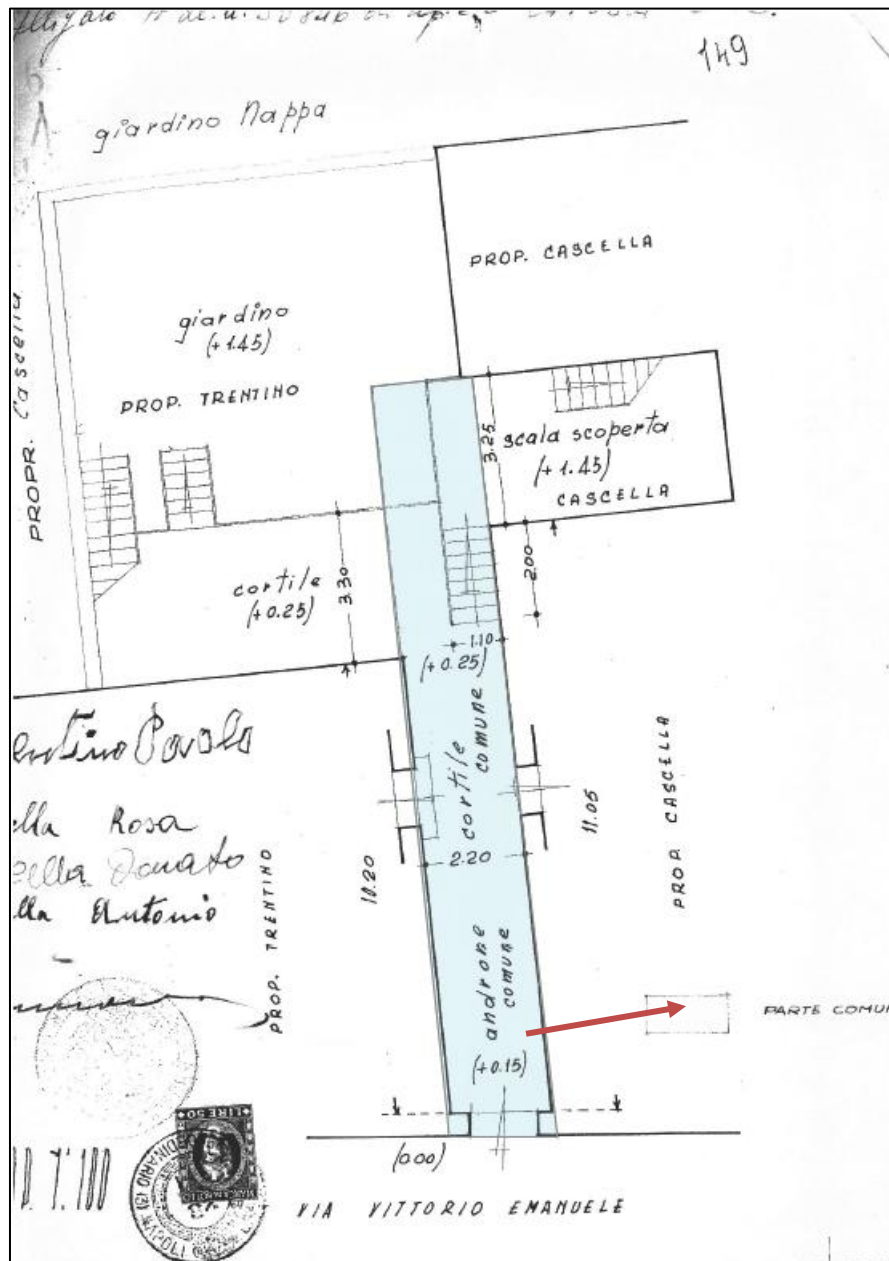 149
giardino Nappa
PROP. CASCELLA
PROPR. Cascella
giardino
(+1.45)
PROP. TRENTINO
scala scoperta
(+1.45)
CASCELLA
3.25
2.00
cortile
(+0.25)
3.30
1.10
(+0.25)
cortile
comune
Rosa
Donato
Antonio
PROP. TRENTINO
10.20
2.20
11.05
PROP CASCELLA
androne
comune
(+0.15)
PARTE COMUN
LIRE 50
(0.00)
VIA VITTORIO EMANUELE